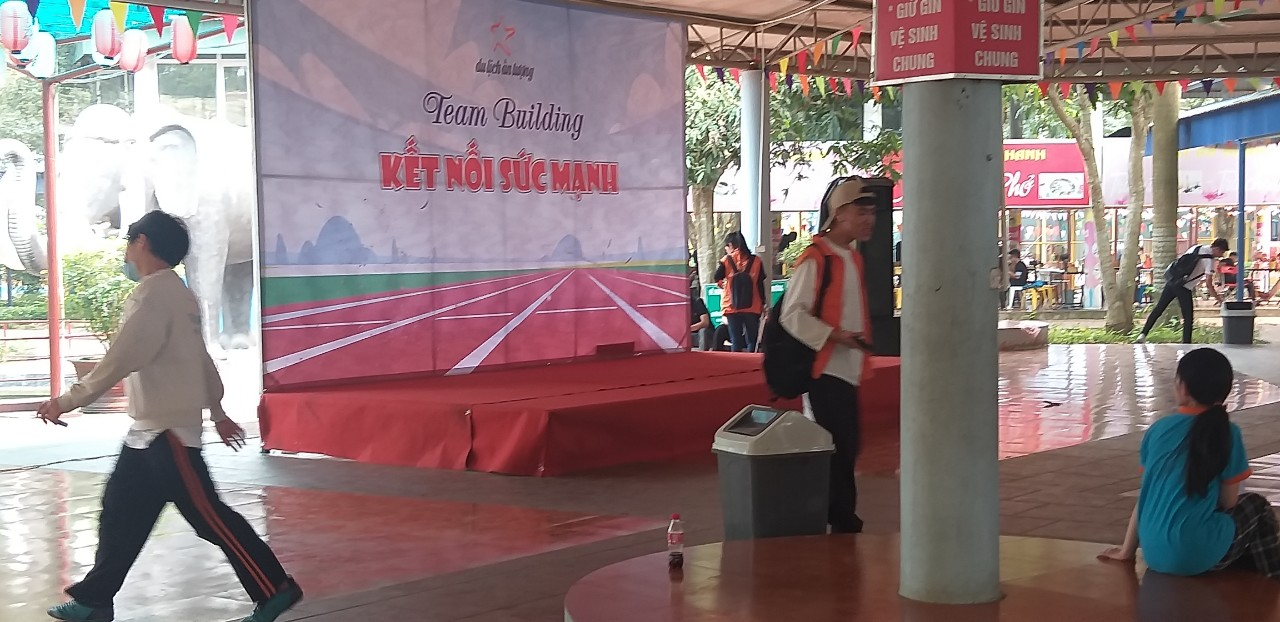 du lịch ấn tượng
Team Building
KẾT NỐI SỨC MẠNH
* GIỮ GÌN
VỆ SINH
CHUNG
* GIỮ GÌN
VỆ SINH
CHUNG
HANH
Phở